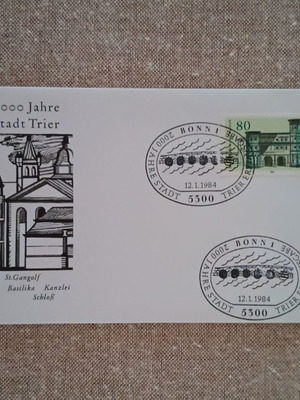 000 Jahre
tadt Trier
St.Gangolf
Basilika Kanzlei
Schloß
80
BONN 1
2000 JAHRE STADT TRIER
12.1.1984
5300
BONN 1
2000 JAHRE STADT TRIER
12.1.1984
5300